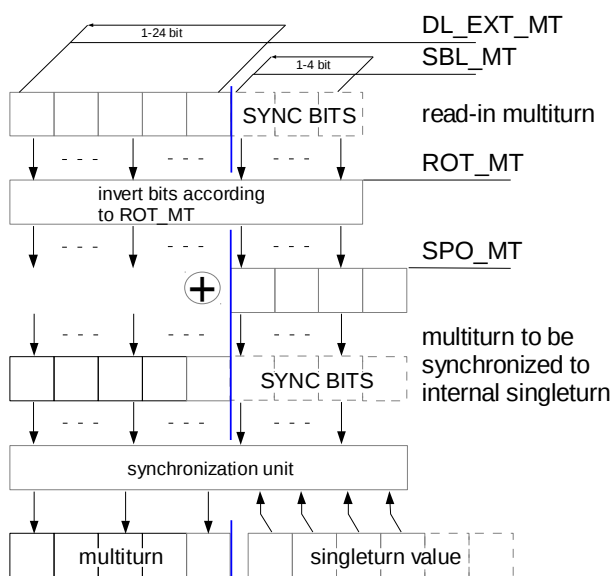 DL_EXT_MT
1-24 bit
SBL_MT
1-4 bit
SYNC BITS
read-in multiturn
- - -
- - -
- - -
ROT_MT
invert bits according
to ROT_MT
- - -
- - -
- - -
SPO_MT
+
- - -
- - -
- - -
multiturn to be
synchronized to
internal singleturn
SYNC BITS
- - -
- - -
- - -
synchronization unit
multiturn
singleturn value